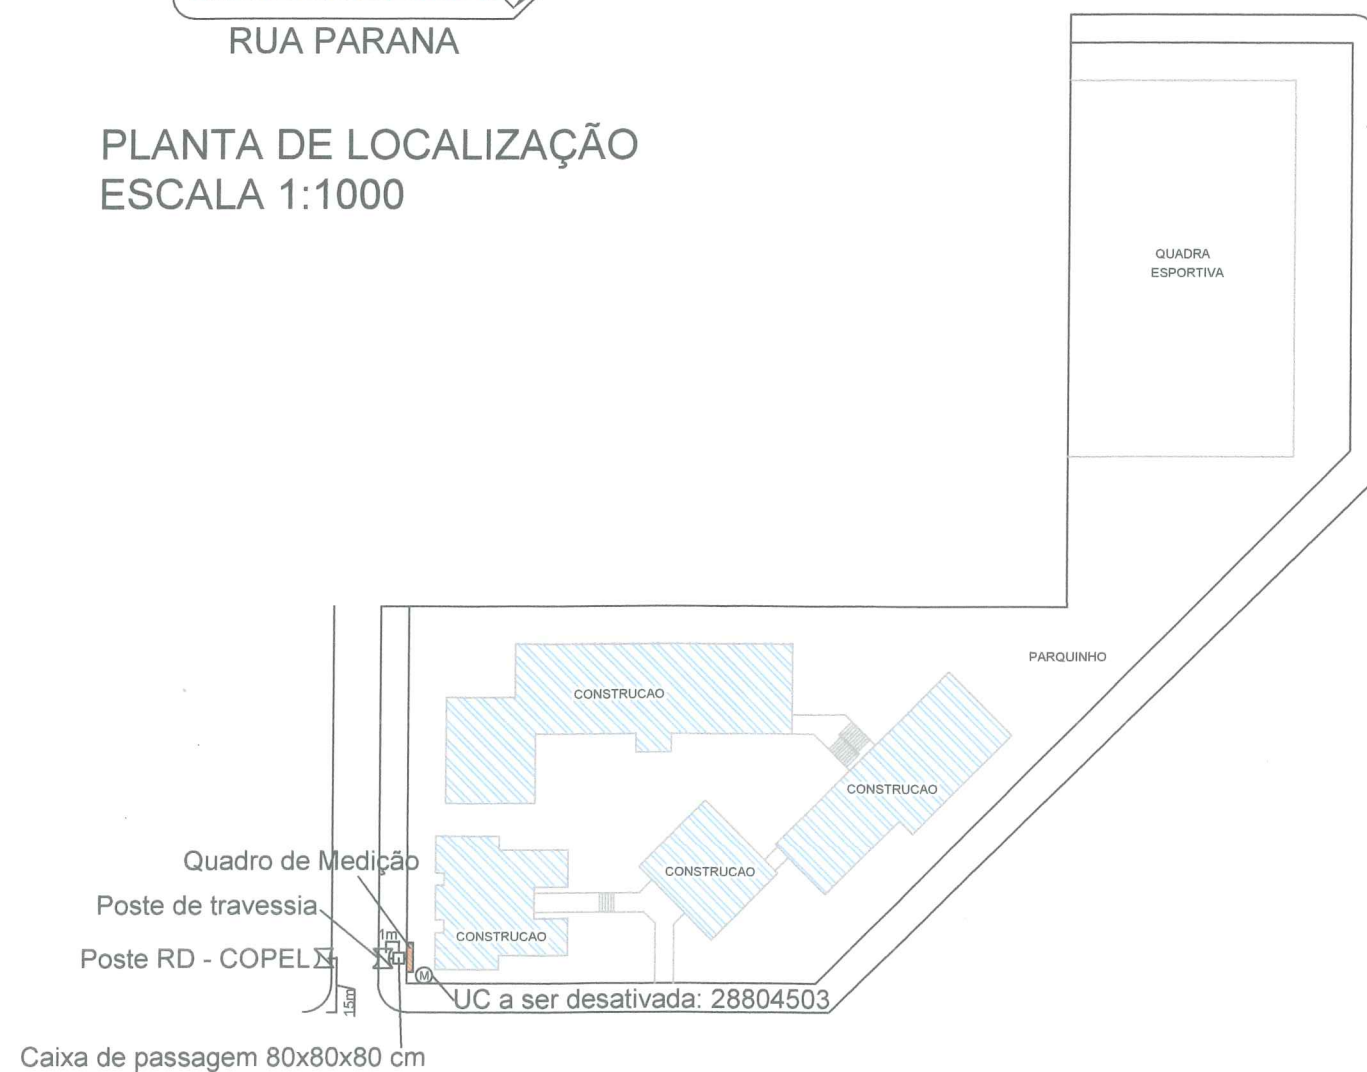 RUA PARANA
PLANTA DE LOCALIZAÇÃO
ESCALA 1:1000
QUADRA
ESPORTIVA
PARQUINHO
CONSTRUCAO
CONSTRUCAO
CONSTRUCAO
CONSTRUCAO
Quadro de Medição
Poste de travessia
1m
Poste RD - COPEL
M
15m
UC a ser desativada: 28804503
Caixa de passagem 80x80x80 cm